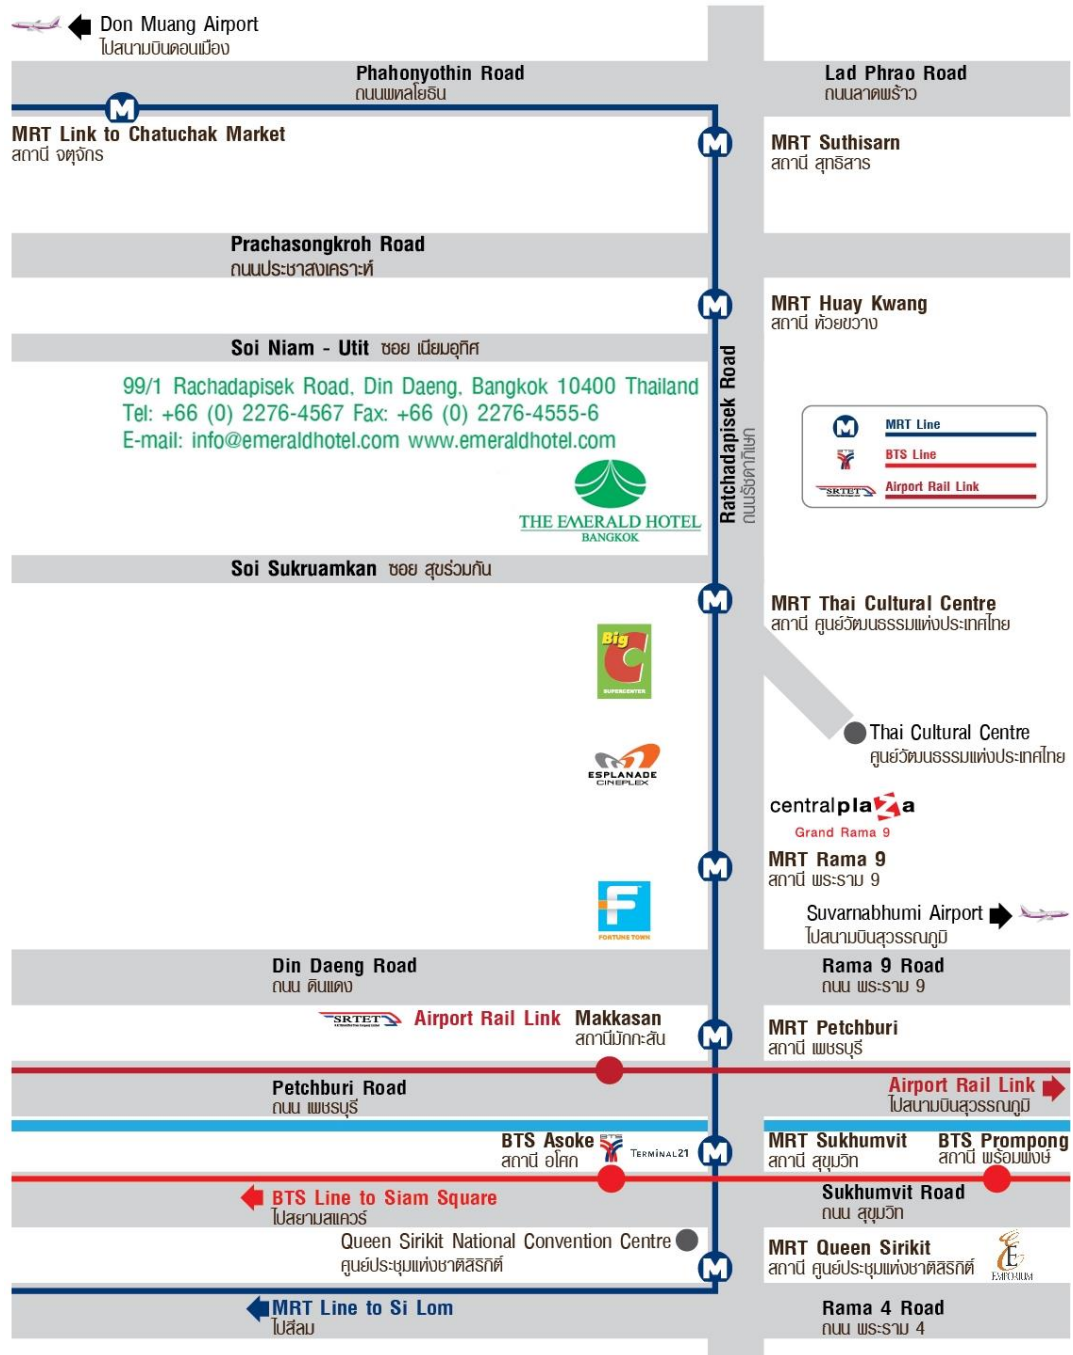 Don Muang Airport
ไปสนามบินดอนเมือง
Phahonyothin Road
ถนนพหลโยธิน
Lad Phrao Road
ถนนลาดพร้าว
M
MRT Link to Chatuchak Market
สถานี จตุจักร
M
MRT Suthisarn
สถานี สุทธิสาร
Prachasongkroh Road
ถนนประชาสงเคราะห์
M
MRT Huay Kwang
สถานี ห้วยขวาง
Soi Niam - Utit ซอย เนียมอุทิศ
99/1 Rachadapisek Road, Din Daeng, Bangkok 10400 Thailand
Tel: +66 (0) 2276-4567 Fax: +66 (0) 2276-4555-6
E-mail: info@emeraldhotel.com www.emeraldhotel.com
THE EMERALD HOTEL
BANGKOK
Ratchadapisek Road
ถนนรัชดาภิเษก
M MRT Line
BTS BTS Line
SRTET Airport Rail Link
Soi Sukruamkan ซอย สุขร่วมกัน
M
MRT Thai Cultural Centre
สถานี ศูนย์วัฒนธรรมแห่งประเทศไทย
Big C
SUPERCENTER
Thai Cultural Centre
ศูนย์วัฒนธรรมแห่งประเทศไทย
ESPLANADE
CINEPLEX
centralplaza
Grand Rama 9
M
MRT Rama 9
สถานี พระราม 9
F
FORTUNE TOWN
Suvarnabhumi Airport
ไปสนามบินสุวรรณภูมิ
Din Daeng Road
ถนน ดินแดง
Rama 9 Road
ถนน พระราม 9
SRTET Airport Rail Link Makkasan
สถานีมักกะสัน
M
MRT Petchburi
สถานี เพชรบุรี
Petchburi Road
ถนน เพชรบุรี
Airport Rail Link
ไปสนามบินสุวรรณภูมิ
BTS Asoke BTS TERMINAL21
สถานี อโศก
M
MRT Sukhumvit
สถานี สุขุมวิท
BTS Prompong
สถานี พร้อมพงษ์
BTS Line to Siam Square
ไปสยามสแควร์
Sukhumvit Road
ถนน สุขุมวิท
Queen Sirikit National Convention Centre
ศูนย์ประชุมแห่งชาติสิริกิติ์
M
MRT Queen Sirikit
สถานี ศูนย์ประชุมแห่งชาติสิริกิติ์
E
EMPORIUM
MRT Line to Si Lom
ไปสีลม
Rama 4 Road
ถนน พระราม 4